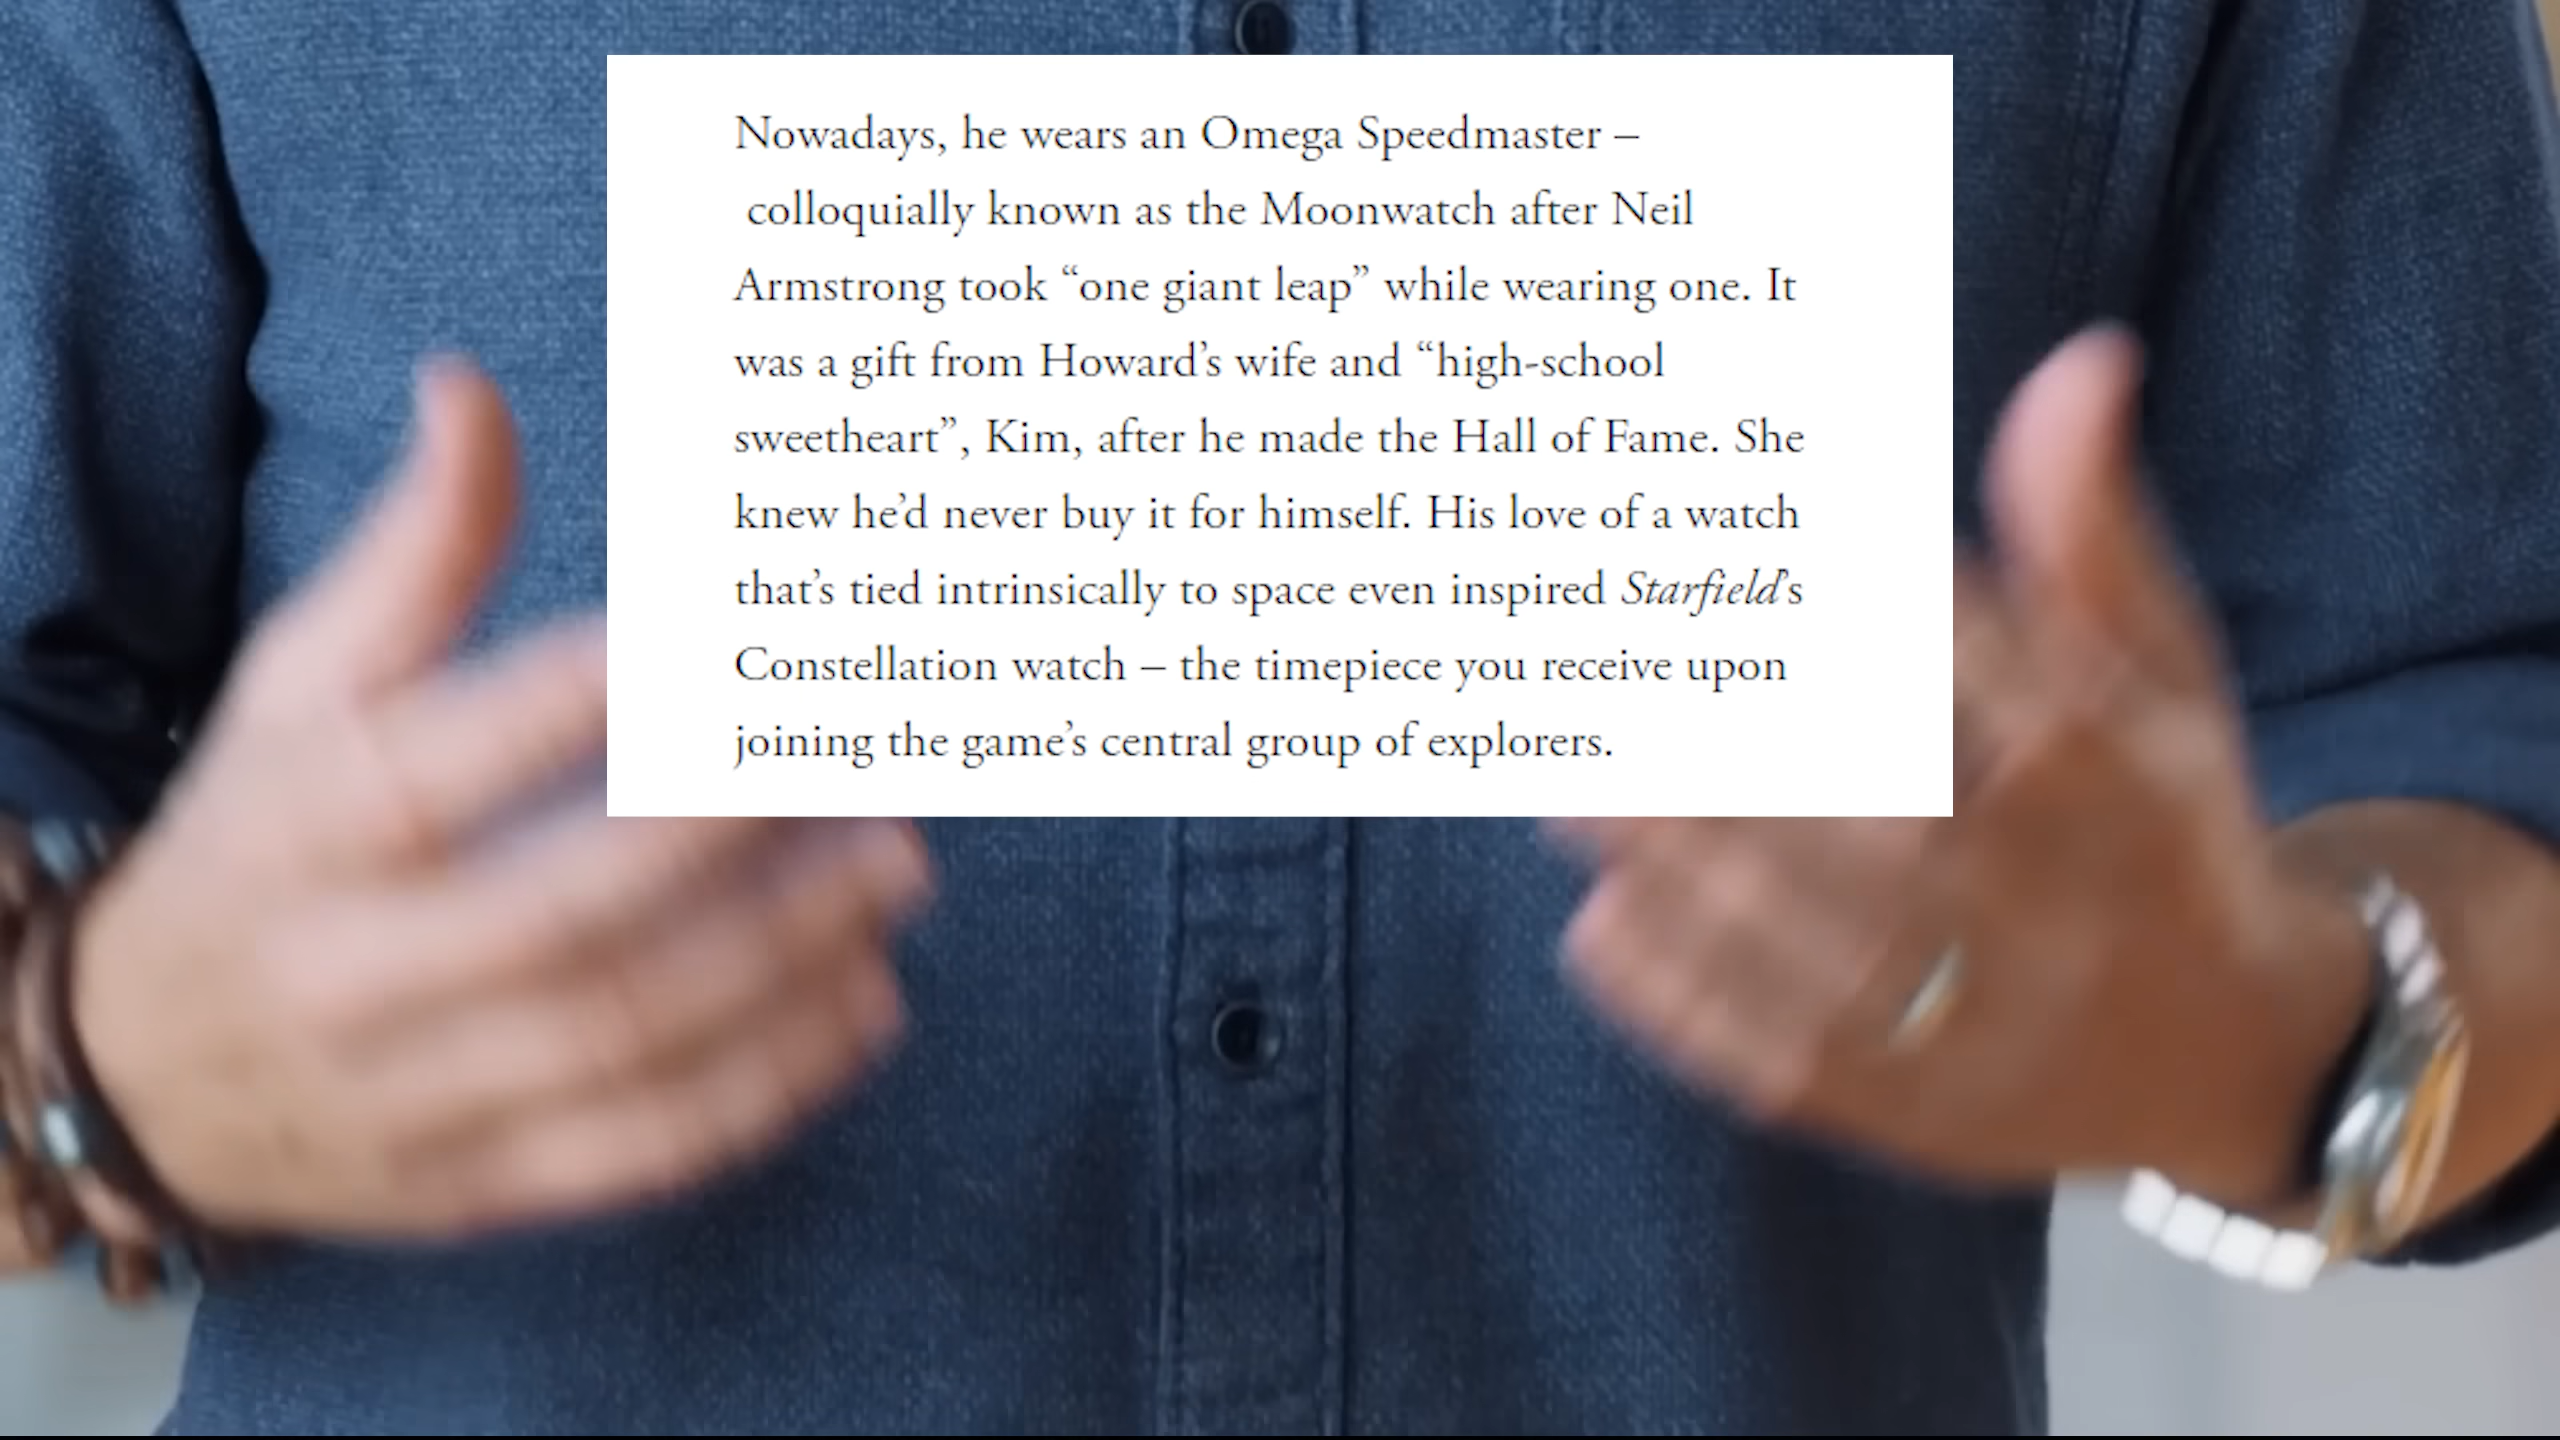 Nowadays, he wears an Omega Speedmaster –
colloquially known as the Moonwatch after Neil
Armstrong took “one giant leap” while wearing one. It
was a gift from Howard’s wife and “high-school
sweetheart”, Kim, after he made the Hall of Fame. She
knew he’d never buy it for himself. His love of a watch
that’s tied intrinsically to space even inspired Starfield’s
Constellation watch – the timepiece you receive upon
joining the game’s central group of explorers.